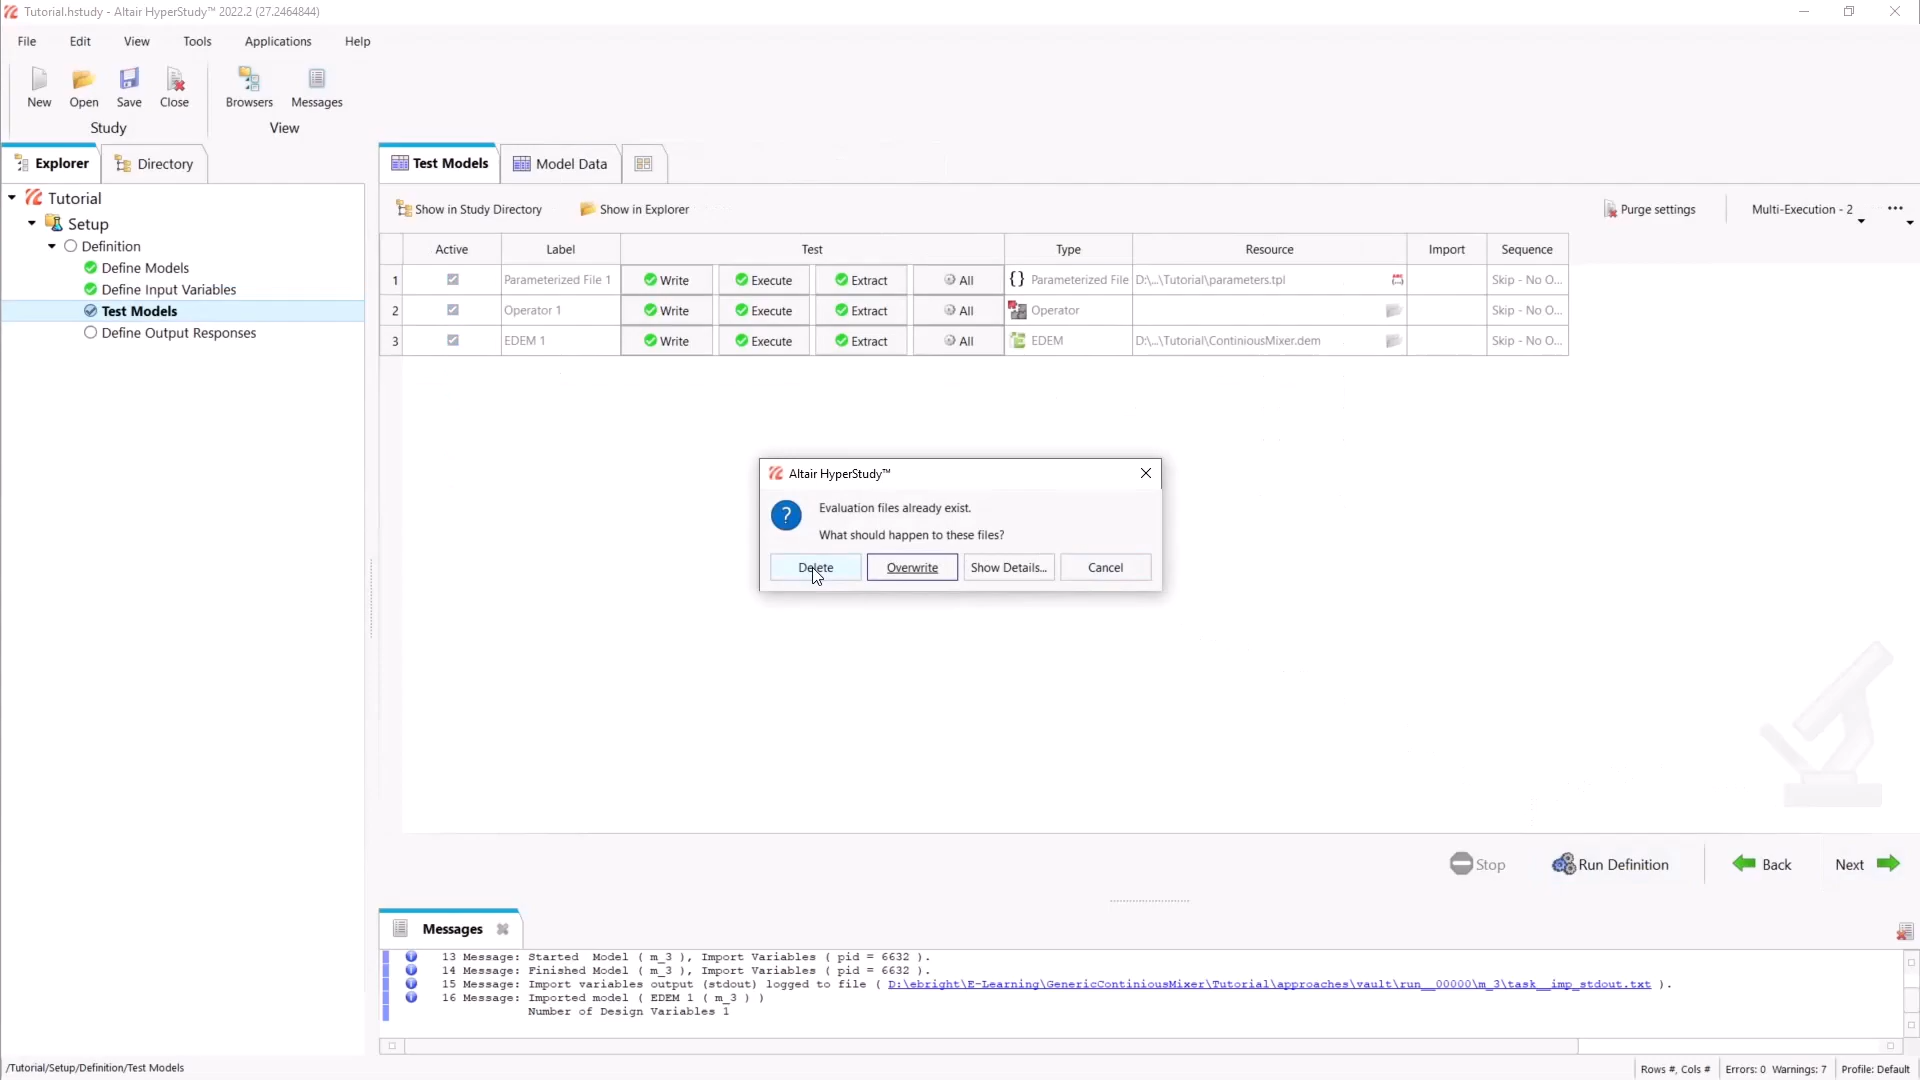 Tutorial.hstudy - Altair HyperStudy™ 2022.2 (27.2464844)
File Edit View Tools Applications Help
New Open Save Close Browsers Messages
Study View
Explorer Directory Test Models Model Data
Tutorial
Setup
Definition
Define Models
Define Input Variables
Test Models
Define Output Responses
Show in Study Directory Show in Explorer Purge settings Multi-Execution - 2 •••
Active Label Test Type Resource Import Sequence
1 Parameterized File 1 Write Execute Extract All {} Parameterized File D:\...\Tutorial\parameters.tpl Skip - No O...
2 Operator 1 Write Execute Extract All Operator Skip - No O...
3 EDEM 1 Write Execute Extract All EDEM D:\...\Tutorial\ContiniousMixer.dem Skip - No O...
Altair HyperStudy™
Evaluation files already exist.
What should happen to these files?
Delete Overwrite Show Details... Cancel
Stop Run Definition Back Next
Messages
13 Message: Started Model ( m_3 ), Import Variables ( pid = 6632 ).
14 Message: Finished Model ( m_3 ), Import Variables ( pid = 6632 ).
15 Message: Import variables output (stdout) logged to file ( D:\ebright\E-Learning\GenericContiniousMixer\Tutorial\approaches\vault\run__00000\m_3\task__imp_stdout.txt ).
16 Message: Imported model ( EDEM 1 ( m_3 ) )
Number of Design Variables 1
/Tutorial/Setup/Definition/Test Models Rows #, Cols # Errors: 0 Warnings: 7 Profile: Default